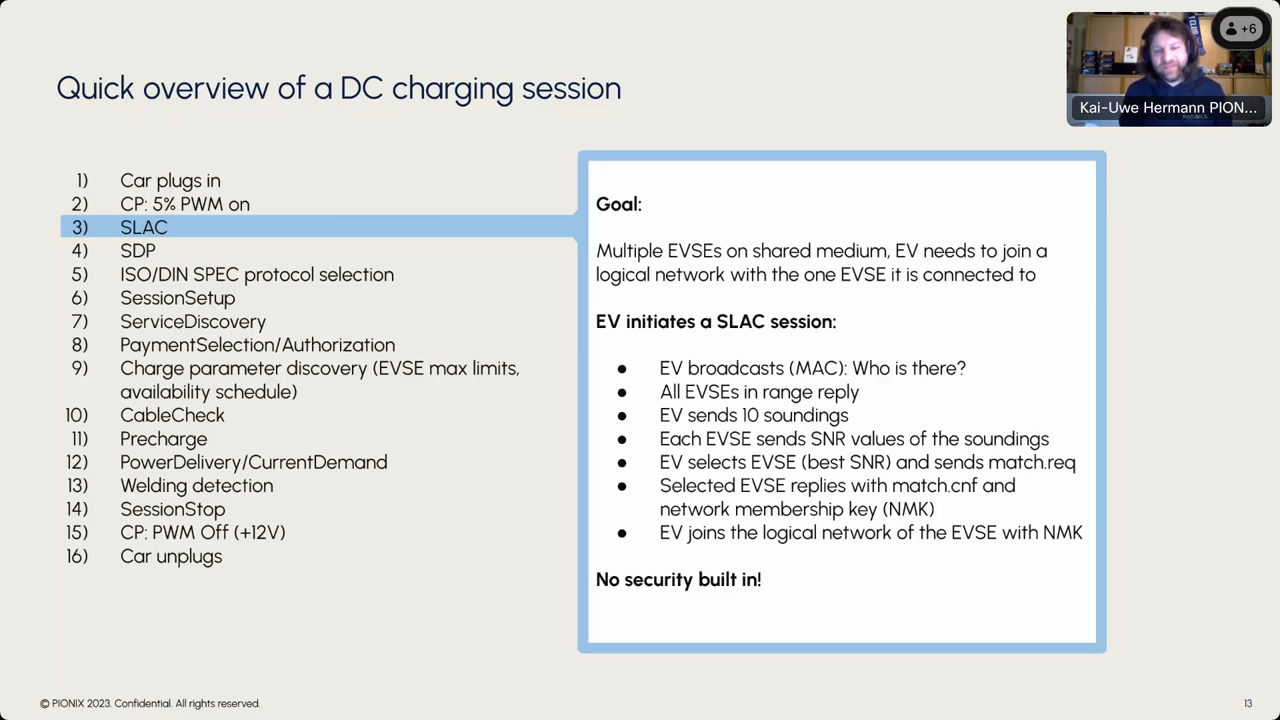 Quick overview of a DC charging session
+6
Kai-Uwe Hermann PION...
1) Car plugs in
2) CP: 5% PWM on
3) SLAC
4) SDP
5) ISO/DIN SPEC protocol selection
6) SessionSetup
7) ServiceDiscovery
8) PaymentSelection/Authorization
9) Charge parameter discovery (EVSE max limits,
availability schedule)
10) CableCheck
11) Precharge
12) PowerDelivery/CurrentDemand
13) Welding detection
14) SessionStop
15) CP: PWM Off (+12V)
16) Car unplugs
Goal:
Multiple EVSEs on shared medium, EV needs to join a
logical network with the one EVSE it is connected to
EV initiates a SLAC session:
● EV broadcasts (MAC): Who is there?
● All EVSEs in range reply
● EV sends 10 soundings
● Each EVSE sends SNR values of the soundings
● EV selects EVSE (best SNR) and sends match.req
● Selected EVSE replies with match.cnf and
network membership key (NMK)
● EV joins the logical network of the EVSE with NMK
No security built in!
© PIONIX 2023. Confidential. All rights reserved.
13